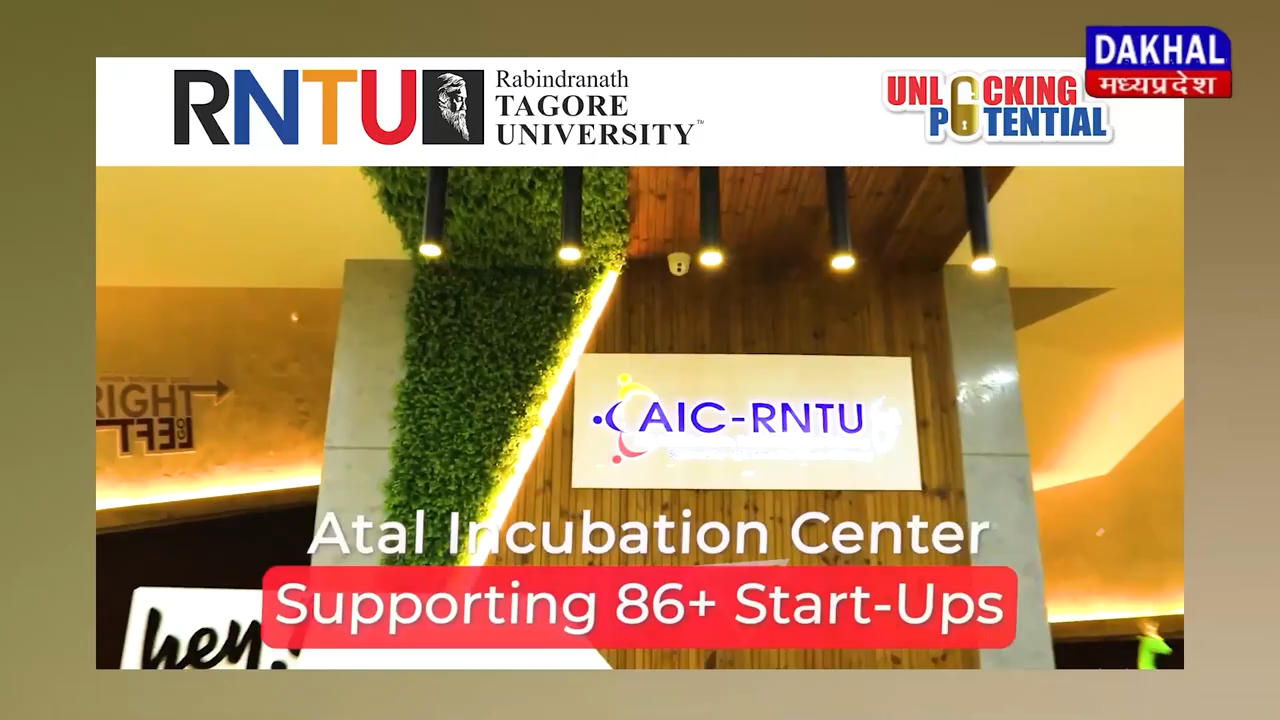 RNTU
Rabindranath
TAGORE
UNIVERSITY™
UNLOCKING
POTENTIAL
DAKHAL
मध्यप्रदेश
RIGHT
LEFT
GO
AIC-RNTU
Atal Incubation Center
Supporting 86+ Start-Ups
hey!